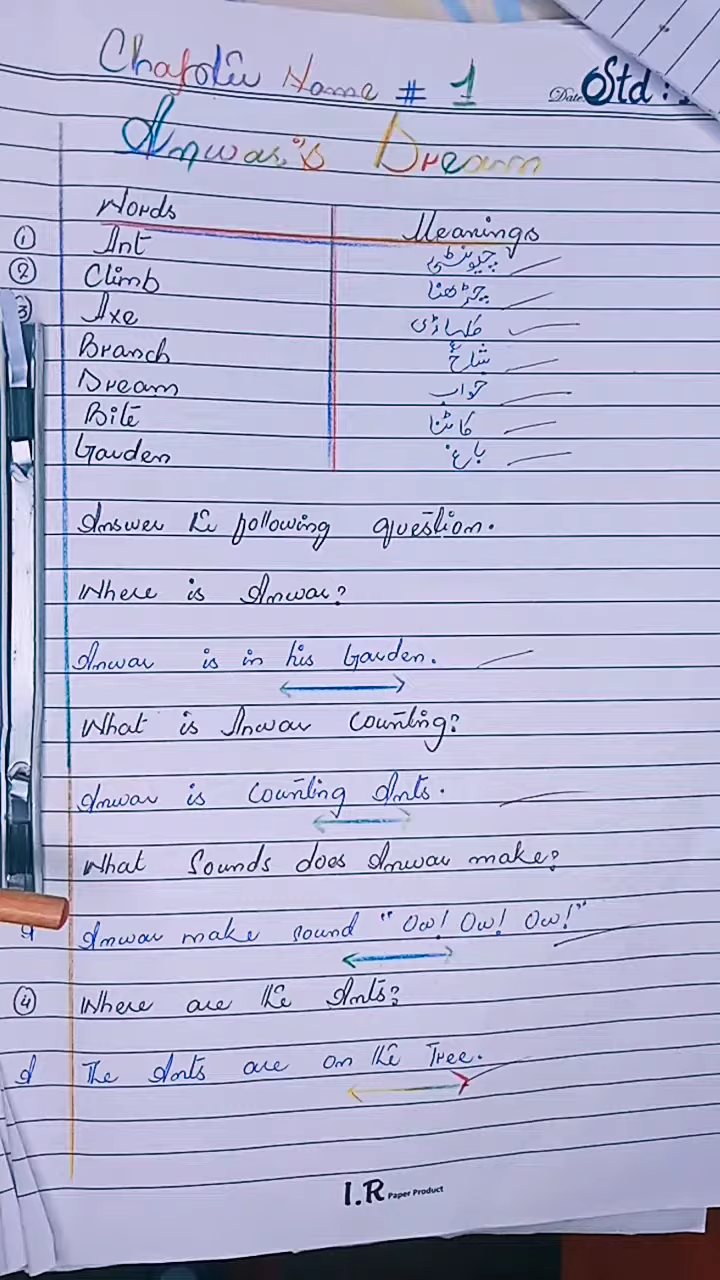 Chapter Name # 1
Date: Std :
Anwar's Dream
Words Meanings
① Ant چیونٹی
② Climb چڑھنا
3 Axe کلہاڑی
Branch شاخ
Dream خواب
Bite کاٹنا
Garden باغ
Answer the following question.
Where is Anwar?
Anwar is in his Garden.
What is Anwar Counting?
Anwar is Counting Ants.
What Sounds does Anwar make?
Anwar make sound "Ow! Ow! Ow!"
④ Where are the Ants?
A The Ants are on the Tree.
I.R Paper Product